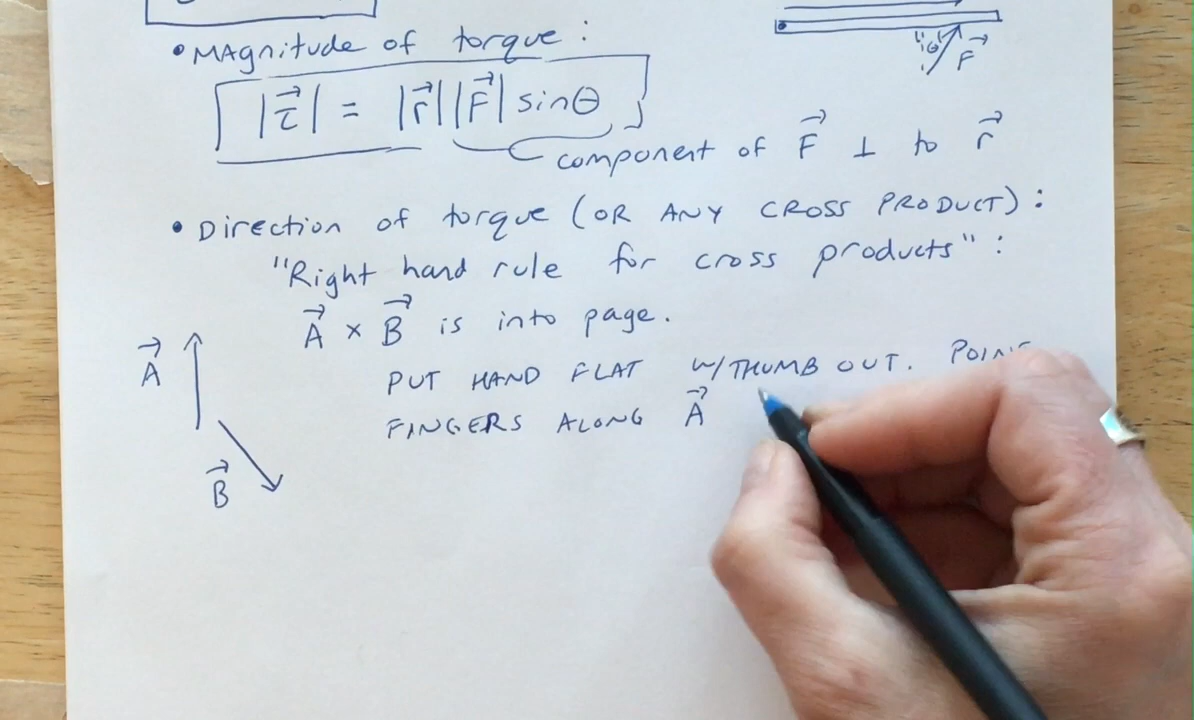 • MAgnitude of torque:
θ F⃗
|τ⃗| = |r⃗||F⃗| sinθ
component of F⃗ ⊥ to r⃗
• Direction of torque (OR ANY CROSS PRODUCT):
"Right hand rule for cross products":
A⃗ × B⃗ is into page.
A⃗
PUT HAND FLAT W/THUMB OUT. POINT
FINGERS ALONG A⃗
B⃗